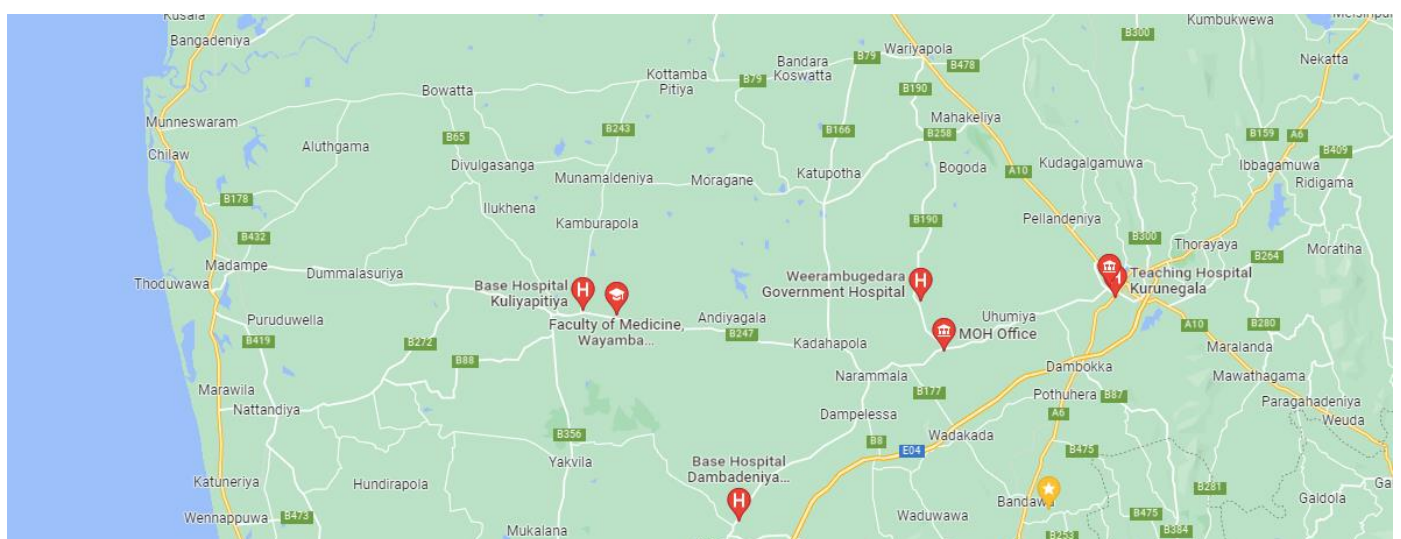 Kusala
Kumbukwewa
Bangadeniya
B300
Wariyapola
Nekatta
Bandara
Koswatta
B79
B478
Kottamba
Pitiya
B79
Bowatta
B190
Munneswaram
Mahakeliya
B65
B243
B166
B258
B159
A6
Aluthgama
B409
Chilaw
Divulgasanga
Munamaldeniya
Moragane
Katupotha
Bogoda
Kudagalgamuwa
Ibbagamuwa
A10
Ridigama
B178
Ilukhena
Kamburapola
B190
Pellandeniya
B432
B300
Thorayaya
Moratiha
B264
Madampe
Dummalasuriya
Thoduwawa
Base Hospital
Kuliyapitiya
H
Weerambugedara
Government Hospital
H
Teaching Hospital
Kurunegala
Faculty of Medicine,
Wayamba...
Puruduwella
Andiyagala
Uhumiya
B247
MOH Office
A10
B280
B419
B272
Kadahapola
Maralanda
B88
Dambokka
Narammala
Mawathagama
Marawila
B177
Pothuhera
B87
Paragahadeniya
Nattandiya
Dampelessa
A6
Weuda
B356
B8
Wadakada
E04
B475
Yakvila
Base Hospital
Dambadeniya...
H
Katuneriya
Hundirapola
B281
Ga
Galdola
Bandawa
Wennappuwa
B473
Waduwawa
B475
Mukalana
B384
B253